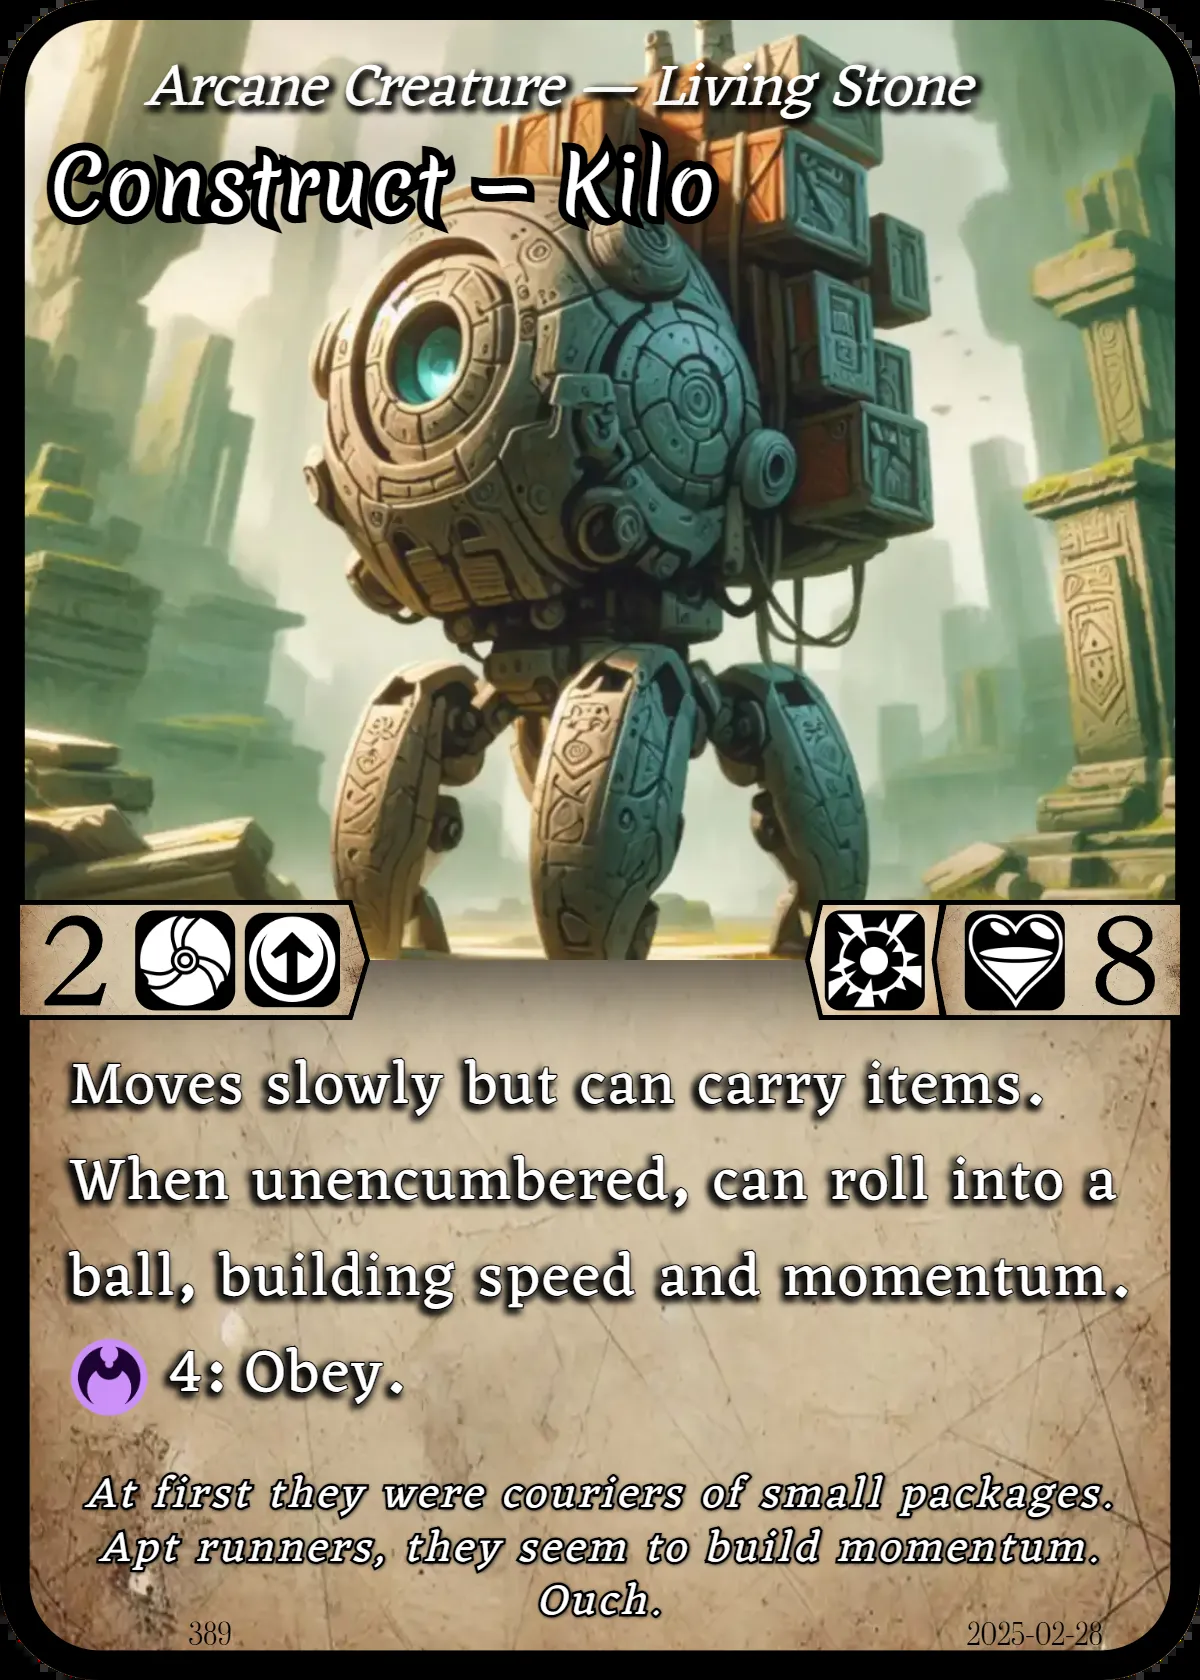 Arcane Creature — Living Stone
Construct – Kilo
2
8
Moves slowly but can carry items.
When unencumbered, can roll into a
ball, building speed and momentum.
4: Obey.
At first they were couriers of small packages.
Apt runners, they seem to build momentum.
Ouch.
389
2025-02-28